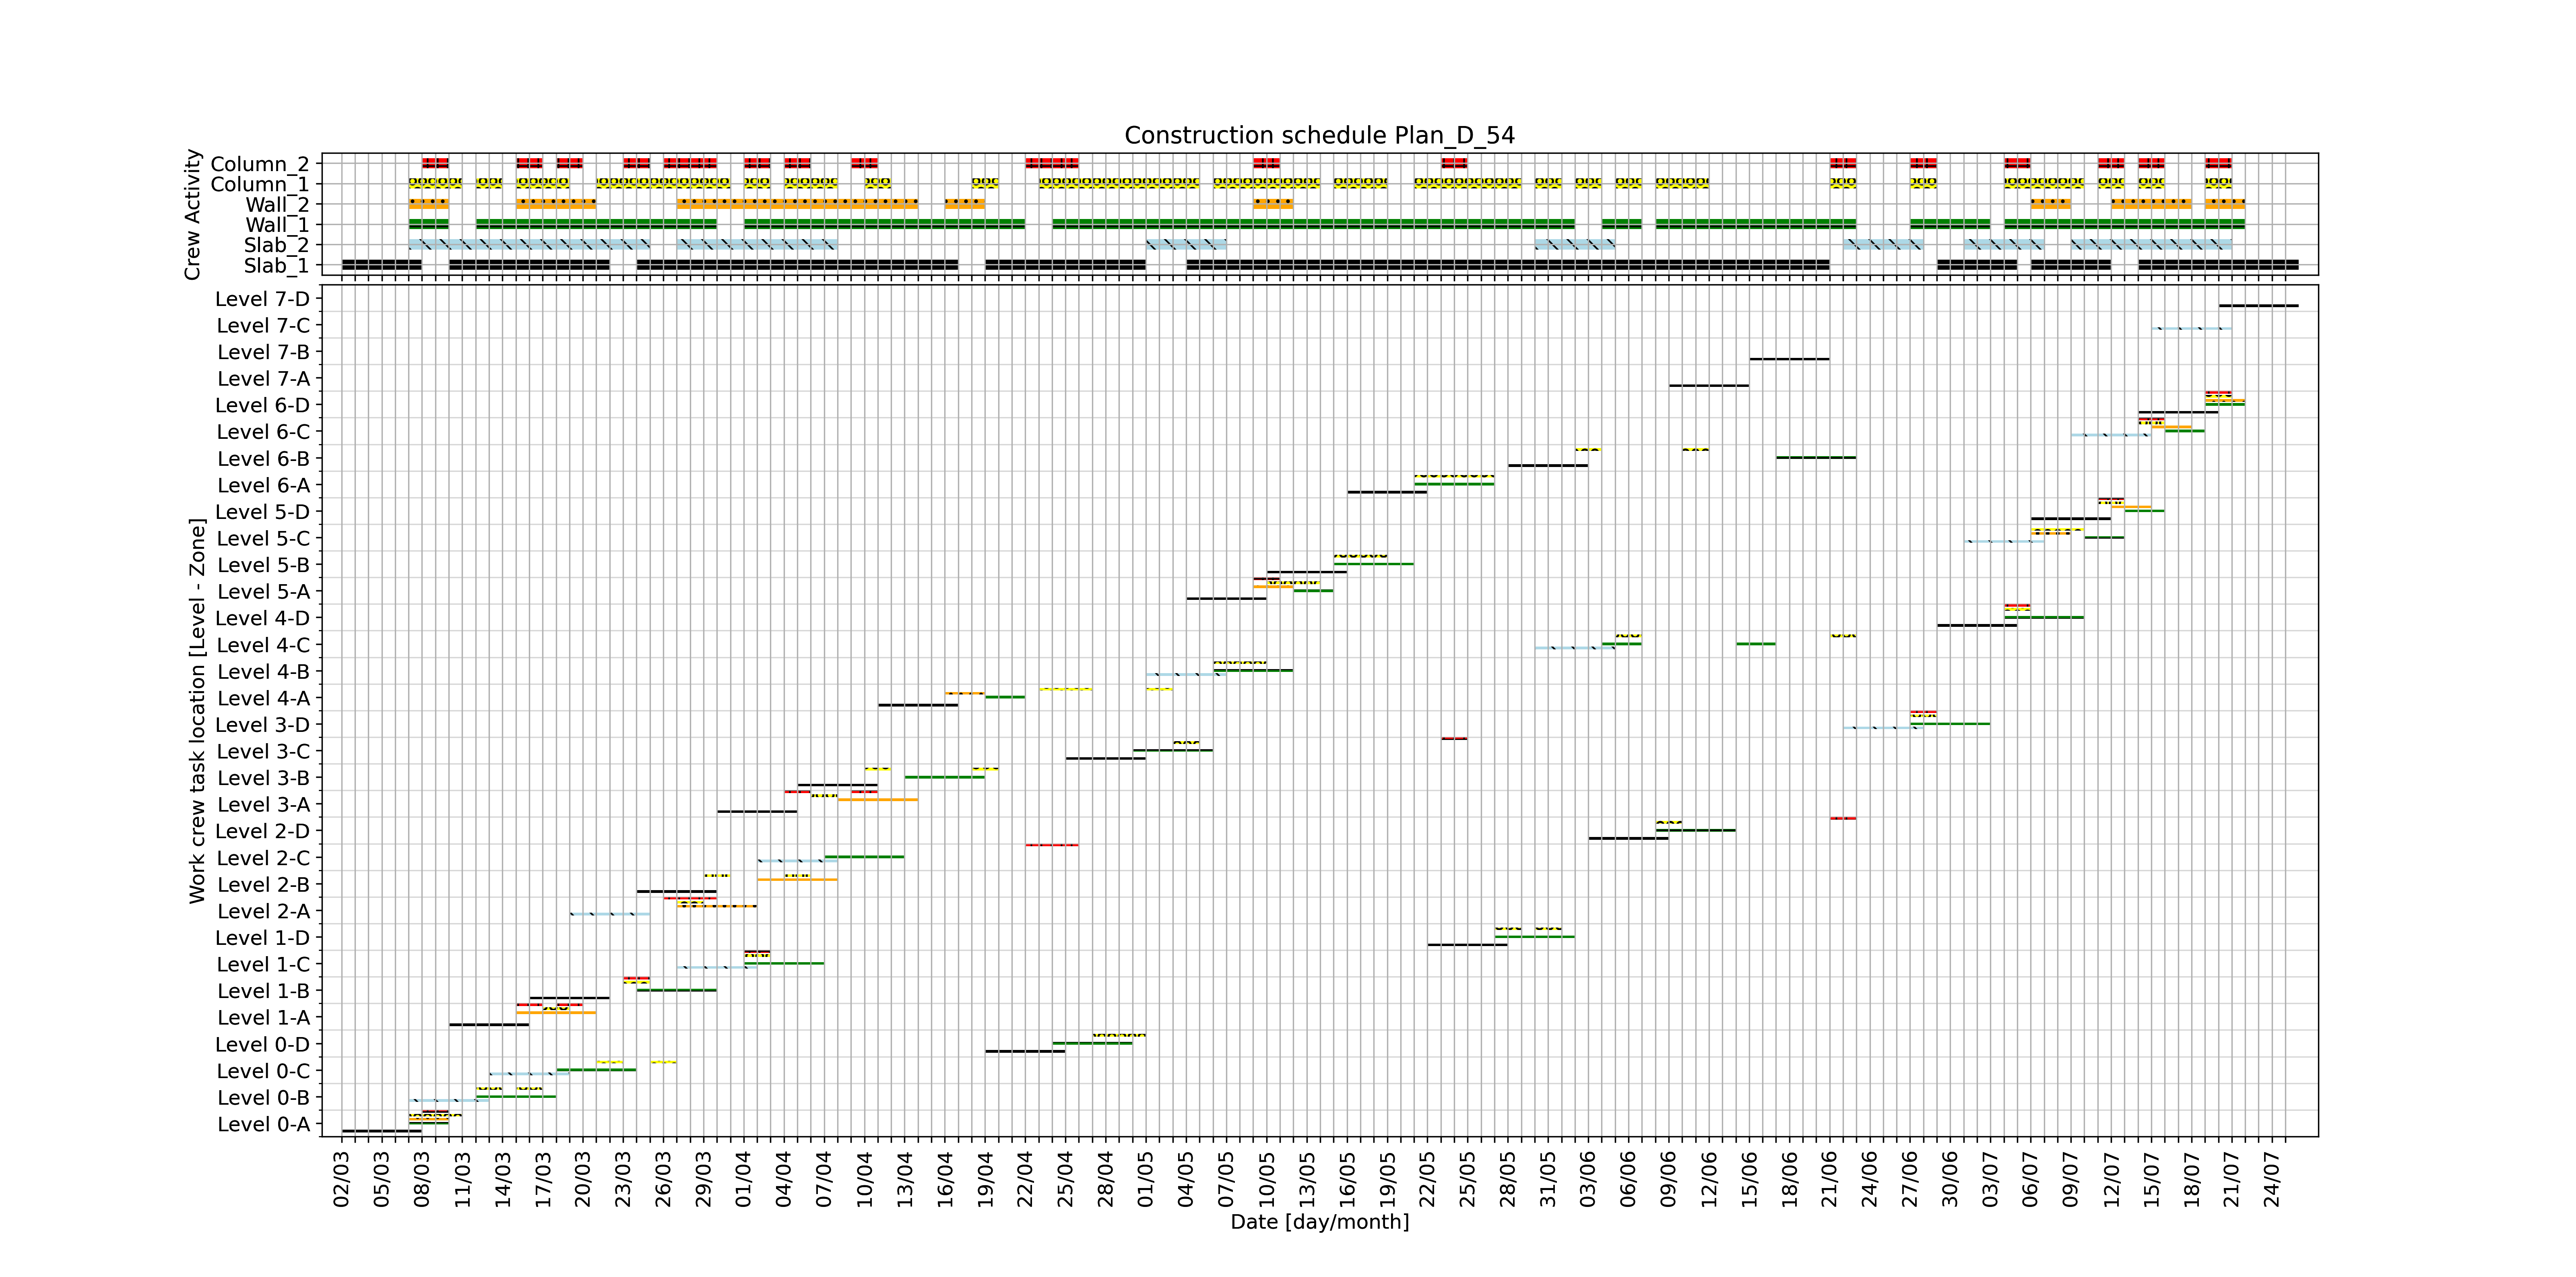 Construction schedule Plan_D_54
Crew Activity
Column_2
Column_1
Wall_2
Wall_1
Slab_2
Slab_1
Work crew task location [Level - Zone]
Level 7-D
Level 7-C
Level 7-B
Level 7-A
Level 6-D
Level 6-C
Level 6-B
Level 6-A
Level 5-D
Level 5-C
Level 5-B
Level 5-A
Level 4-D
Level 4-C
Level 4-B
Level 4-A
Level 3-D
Level 3-C
Level 3-B
Level 3-A
Level 2-D
Level 2-C
Level 2-B
Level 2-A
Level 1-D
Level 1-C
Level 1-B
Level 1-A
Level 0-D
Level 0-C
Level 0-B
Level 0-A
02/03 05/03 08/03 11/03 14/03 17/03 20/03 23/03 26/03 29/03 01/04 04/04 07/04 10/04 13/04 16/04 19/04 22/04 25/04 28/04 01/05 04/05 07/05 10/05 13/05 16/05 19/05 22/05 25/05 28/05 31/05 03/06 06/06 09/06 12/06 15/06 18/06 21/06 24/06 27/06 30/06 03/07 06/07 09/07 12/07 15/07 18/07 21/07 24/07
Date [day/month]